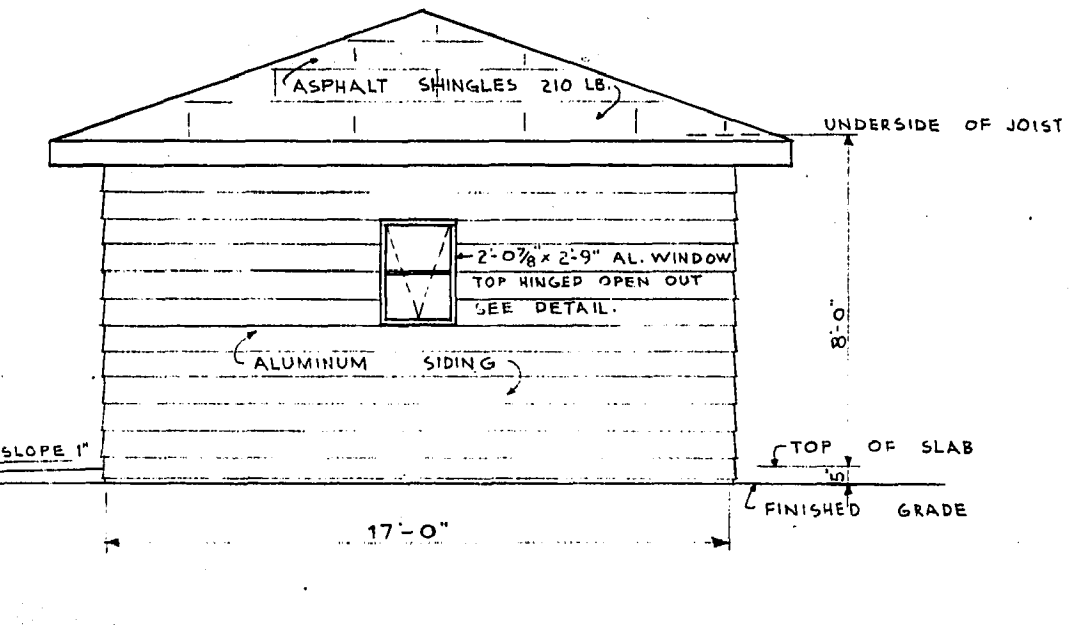 ASPHALT SHINGLES 210 LB.
UNDERSIDE OF JOIST
2'-0⅞" x 2'-9" AL. WINDOW
TOP HINGED OPEN OUT
SEE DETAIL.
8'-0"
ALUMINUM SIDING
SLOPE 1"
TOP OF SLAB
5"
FINISHED GRADE
17'-0"